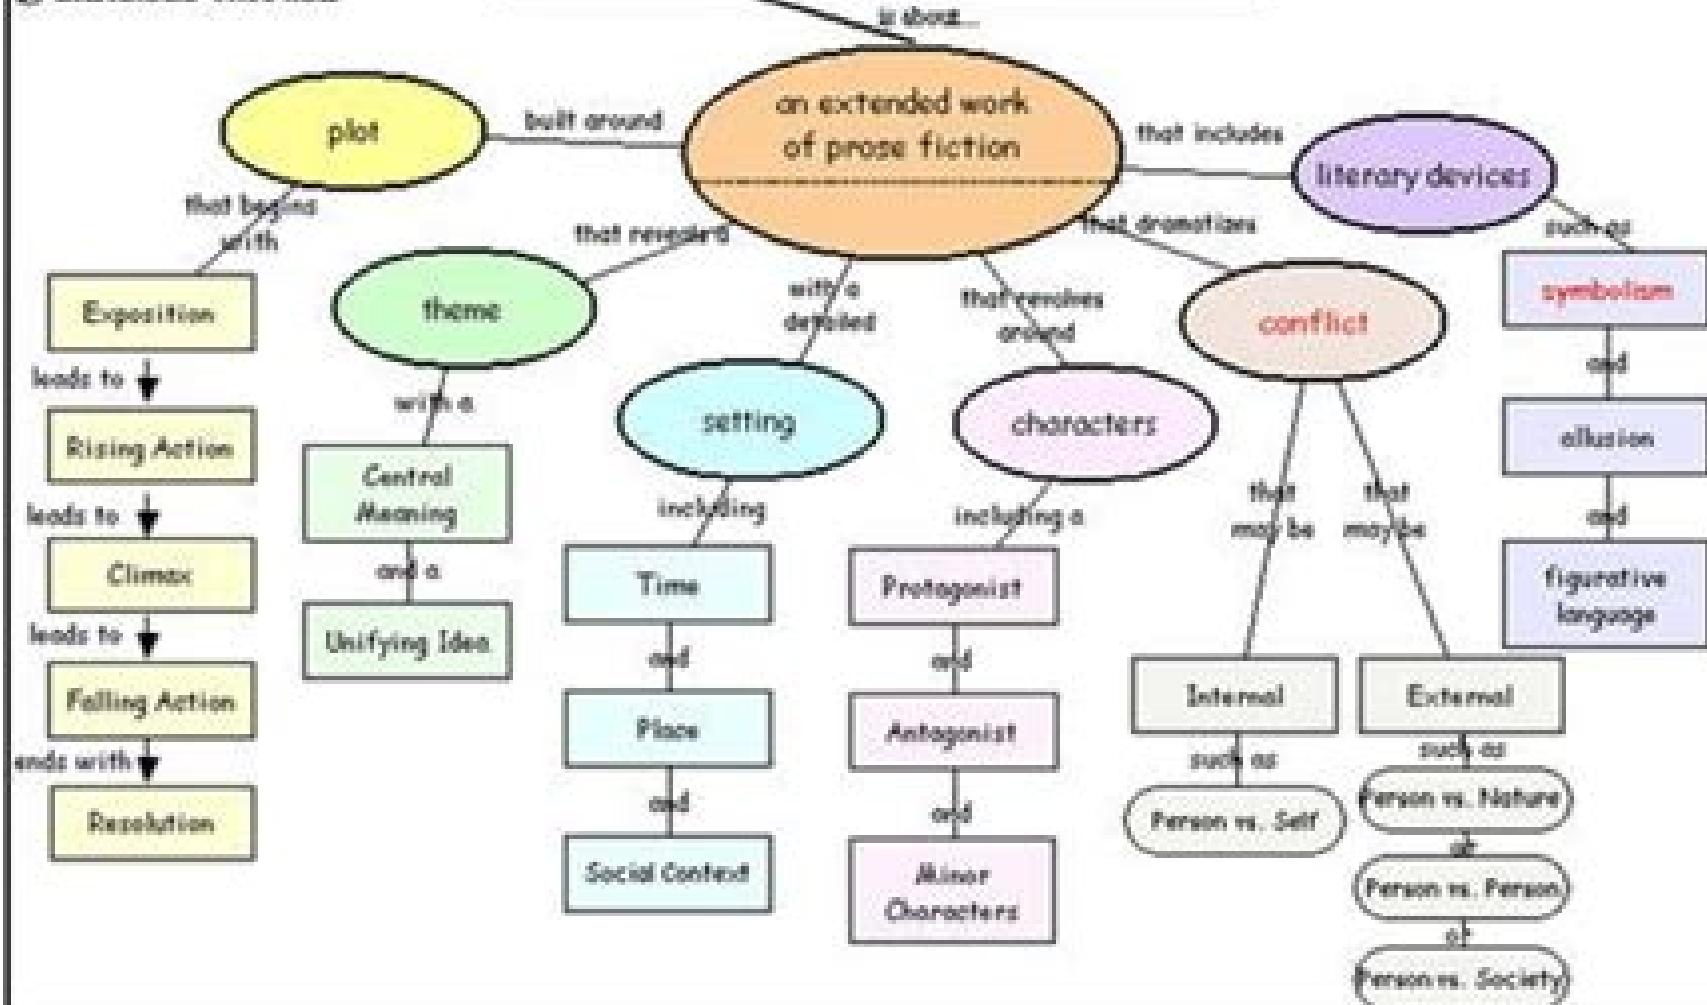 is about...
an extended work
of prose fiction
built around
plot
that begins
with
Exposition
leads to
Rising Action
leads to
Climax
leads to
Falling Action
ends with
Resolution
that revealed
theme
with a
Central
Meaning
and a
Unifying Idea
with a
detailed
setting
including
Time
and
Place
and
Social Context
that revolves
around
characters
including a
Protagonist
and
Antagonist
and
Minor
Characters
that dramatizes
conflict
that
may be
Internal
such as
Person vs. Self
that
may be
External
such as
Person vs. Nature
or
Person vs. Person
or
Person vs. Society
that includes
literary devices
such as
symbolism
and
allusion
and
figurative
language